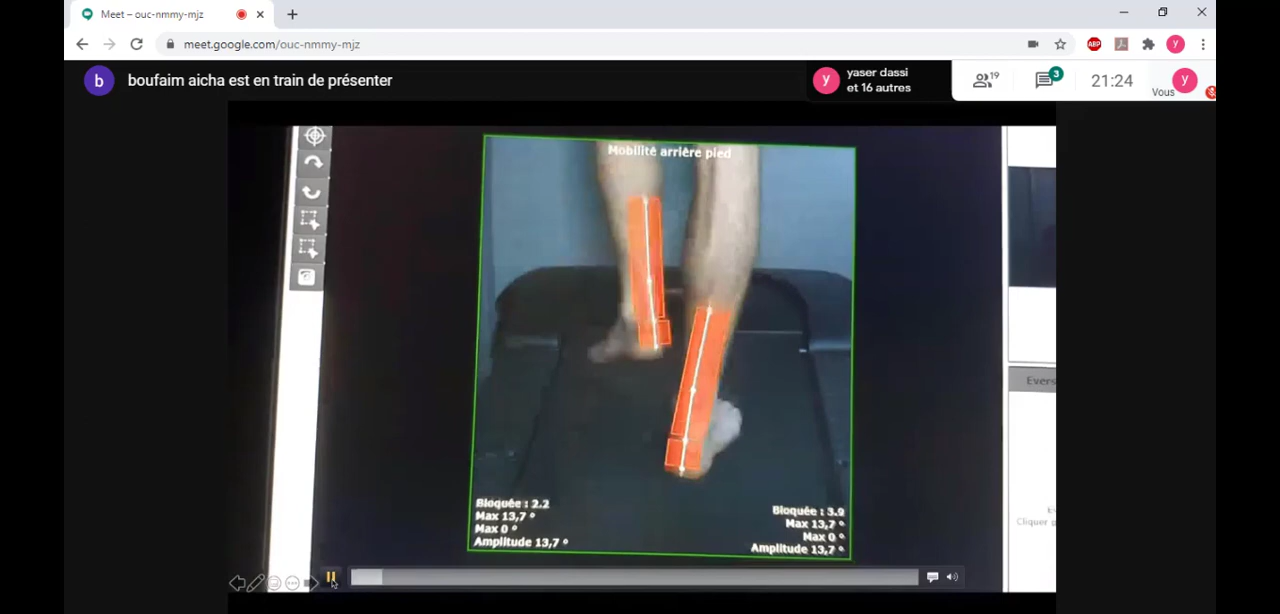 Meet – ouc-nmmy-mjz
meet.google.com/ouc-nmmy-mjz
ABP
y
b
boufaim aicha est en train de présenter
y
yaser dassi
et 16 autres
19
3
21:24
Vous
y
Mobilité arrière pied
Evers
Bloquée : 2.2
Max 13,7 °
Max 0 °
Amplitude 13,7 °
Bloquée : 3.9
Max 13,7 °
Max 0 °
Amplitude 13,7 °
Cliquer p